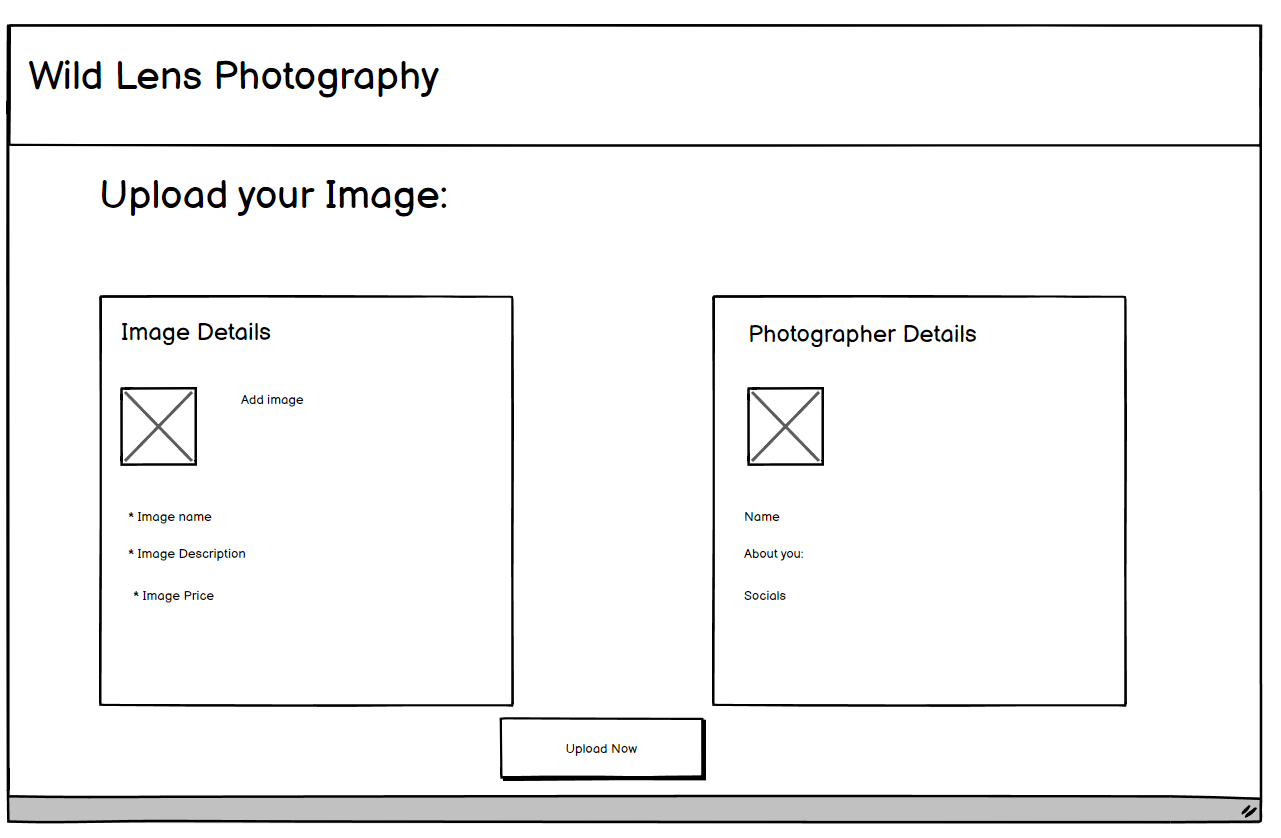 Wild Lens Photography
Upload your Image:
Image Details
Add image
* Image name
* Image Description
* Image Price
Photographer Details
Name
About you:
Socials
Upload Now